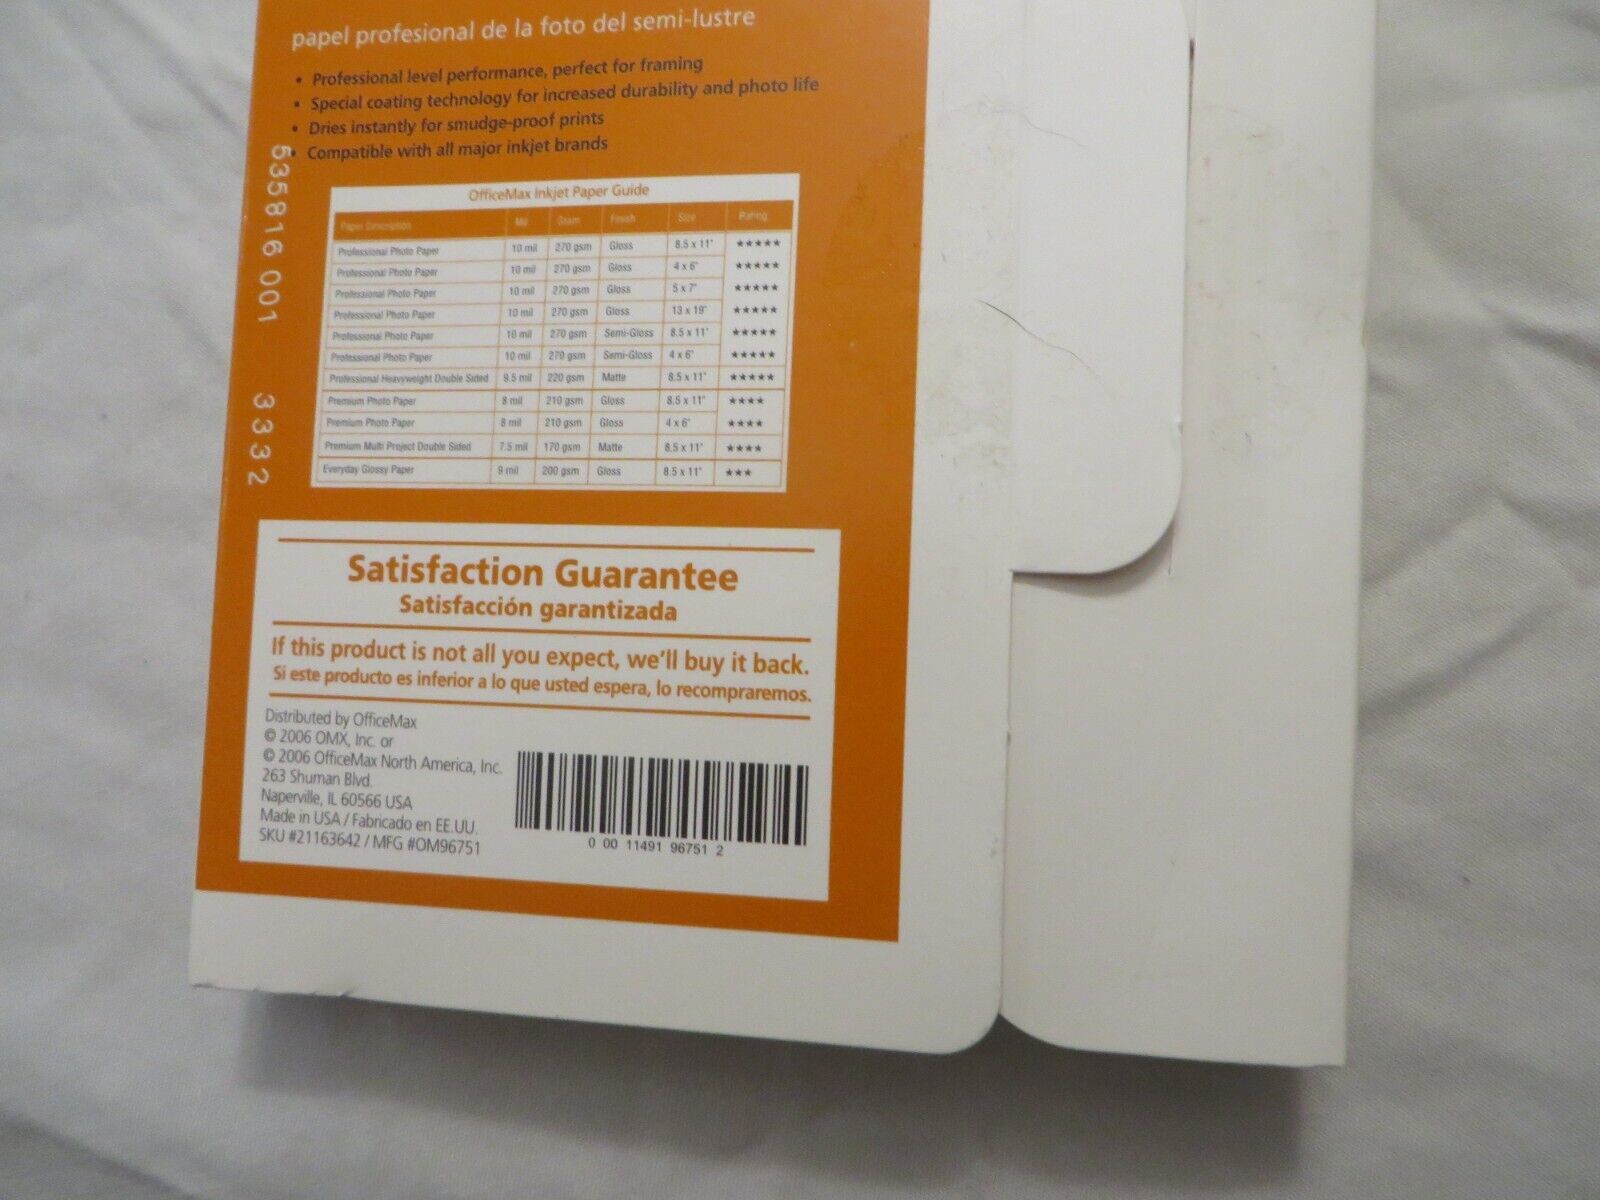 papel profesional de la foto del semi-lustre
• Professional level performance, perfect for framing
• Special coating technology for increased durability and photo life
• Dries instantly for smudge-proof prints
• Compatible with all major inkjet brands
535816 001 3332
OfficeMax Inkjet Paper Guide
Paper Description Mil Gram Finish Size Rating
Professional Photo Paper 10 mil 270 gsm Gloss 8.5 x 11" ★★★★★
Professional Photo Paper 10 mil 270 gsm Gloss 4 x 6" ★★★★★
Professional Photo Paper 10 mil 270 gsm Gloss 5 x 7" ★★★★★
Professional Photo Paper 10 mil 270 gsm Gloss 13 x 19" ★★★★★
Professional Photo Paper 10 mil 270 gsm Semi-Gloss 8.5 x 11" ★★★★★
Professional Photo Paper 10 mil 270 gsm Semi-Gloss 4 x 6" ★★★★★
Professional Heavyweight Double Sided 9.5 mil 220 gsm Matte 8.5 x 11" ★★★★★
Premium Photo Paper 8 mil 210 gsm Gloss 8.5 x 11" ★★★★
Premium Photo Paper 8 mil 210 gsm Gloss 4 x 6" ★★★★
Premium Multi Project Double Sided 7.5 mil 170 gsm Matte 8.5 x 11" ★★★★
Everyday Glossy Paper 9 mil 200 gsm Gloss 8.5 x 11" ★★★
Satisfaction Guarantee
Satisfacción garantizada
If this product is not all you expect, we'll buy it back.
Si este producto es inferior a lo que usted espera, lo recompraremos.
Distributed by OfficeMax
© 2006 OMX, Inc. or
© 2006 OfficeMax North America, Inc.
263 Shuman Blvd.
Naperville, IL 60566 USA
Made in USA / Fabricado en EE.UU.
SKU #21163642 / MFG #OM96751
0 00 11491 96751 2